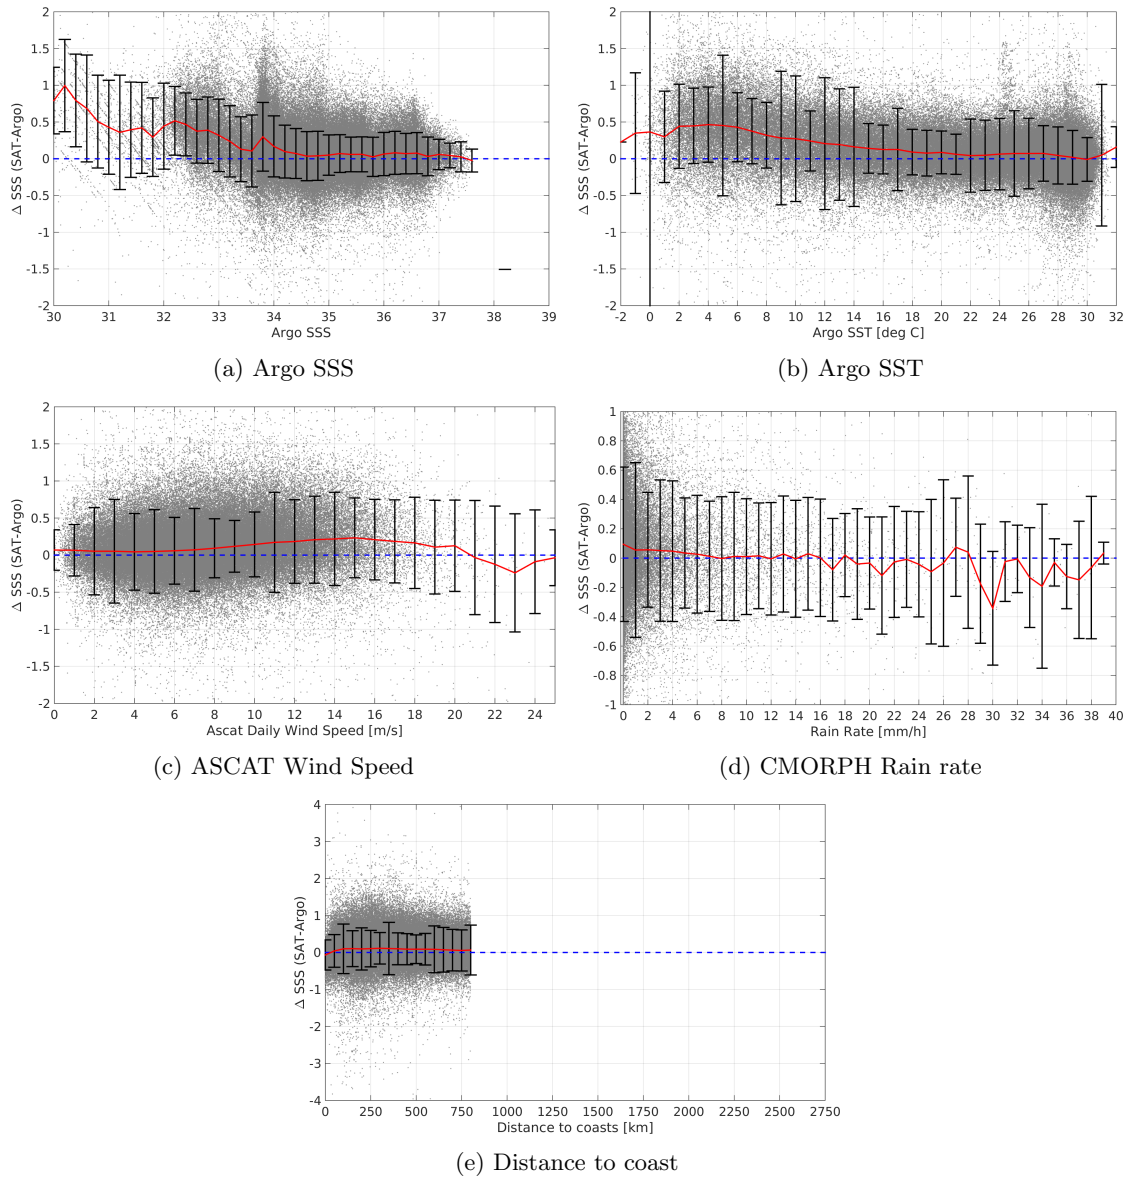 2
1.5
1
0.5
0
-0.5
-1
-1.5
-2
30 31 32 33 34 35 36 37 38 39
Δ SSS (SAT-Argo)
Argo SSS
(a) Argo SSS
2
1.5
1
0.5
0
-0.5
-1
-1.5
-2
-2 0 2 4 6 8 10 12 14 16 18 20 22 24 26 28 30 32
Δ SSS (SAT-Argo)
Argo SST [deg C]
(b) Argo SST
2
1.5
1
0.5
0
-0.5
-1
-1.5
-2
0 2 4 6 8 10 12 14 16 18 20 22 24
Δ SSS (SAT-Argo)
Ascat Daily Wind Speed [m/s]
(c) ASCAT Wind Speed
1
0.8
0.6
0.4
0.2
0
-0.2
-0.4
-0.6
-0.8
-1
0 2 4 6 8 10 12 14 16 18 20 22 24 26 28 30 32 34 36 38 40
Δ SSS (SAT-Argo)
Rain Rate [mm/h]
(d) CMORPH Rain rate
4
3
2
1
0
-1
-2
-3
-4
0 250 500 750 1000 1250 1500 1750 2000 2250 2500 2750
Δ SSS (SAT-Argo)
Distance to coasts [km]
(e) Distance to coast